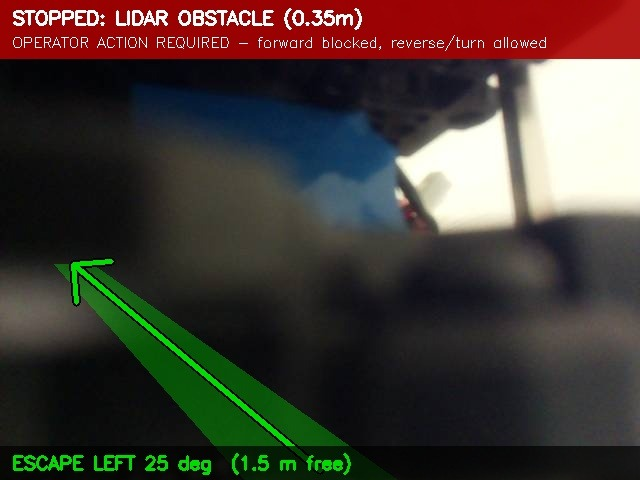 STOPPED: LIDAR OBSTACLE (0.35m)
OPERATOR ACTION REQUIRED – forward blocked, reverse/turn allowed
ESCAPE LEFT 25 deg (1.5 m free)